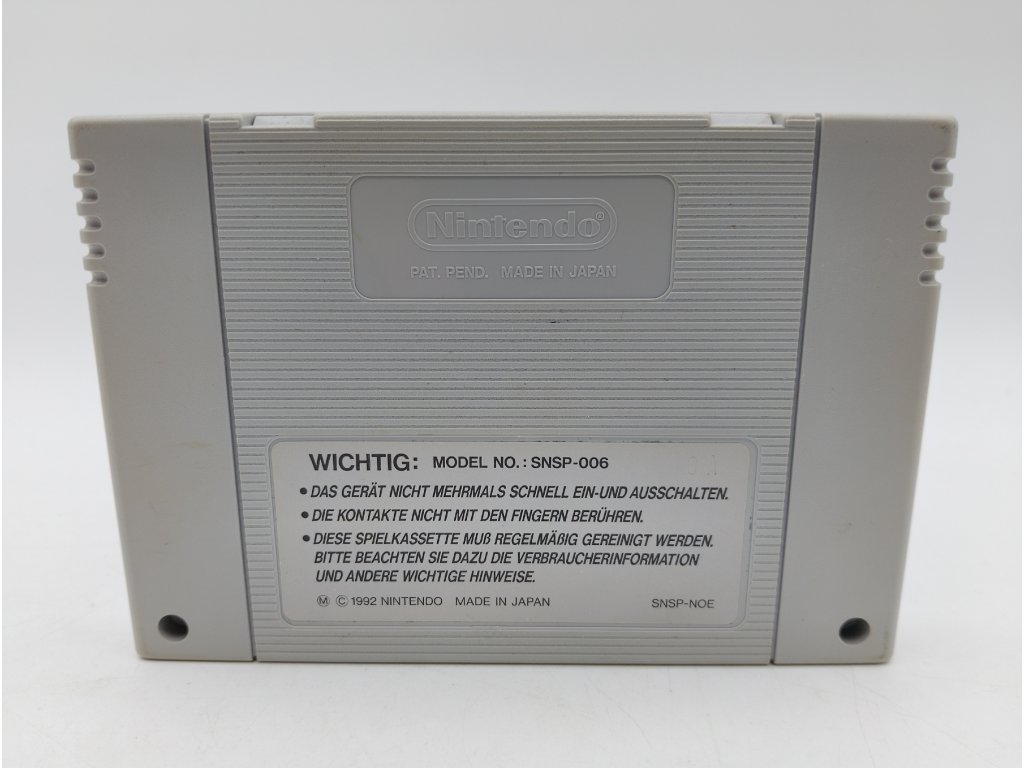 Nintendo®
PAT. PEND. MADE IN JAPAN
WICHTIG: MODEL NO.: SNSP-006
• DAS GERÄT NICHT MEHRMALS SCHNELL EIN-UND AUSSCHALTEN.
• DIE KONTAKTE NICHT MIT DEN FINGERN BERÜHREN.
• DIESE SPIELKASSETTE MUß REGELMÄßIG GEREINIGT WERDEN.
BITTE BEACHTEN SIE DAZU DIE VERBRAUCHERINFORMATION
UND ANDERE WICHTIGE HINWEISE.
Ⓜ © 1992 NINTENDO MADE IN JAPAN SNSP-NOE